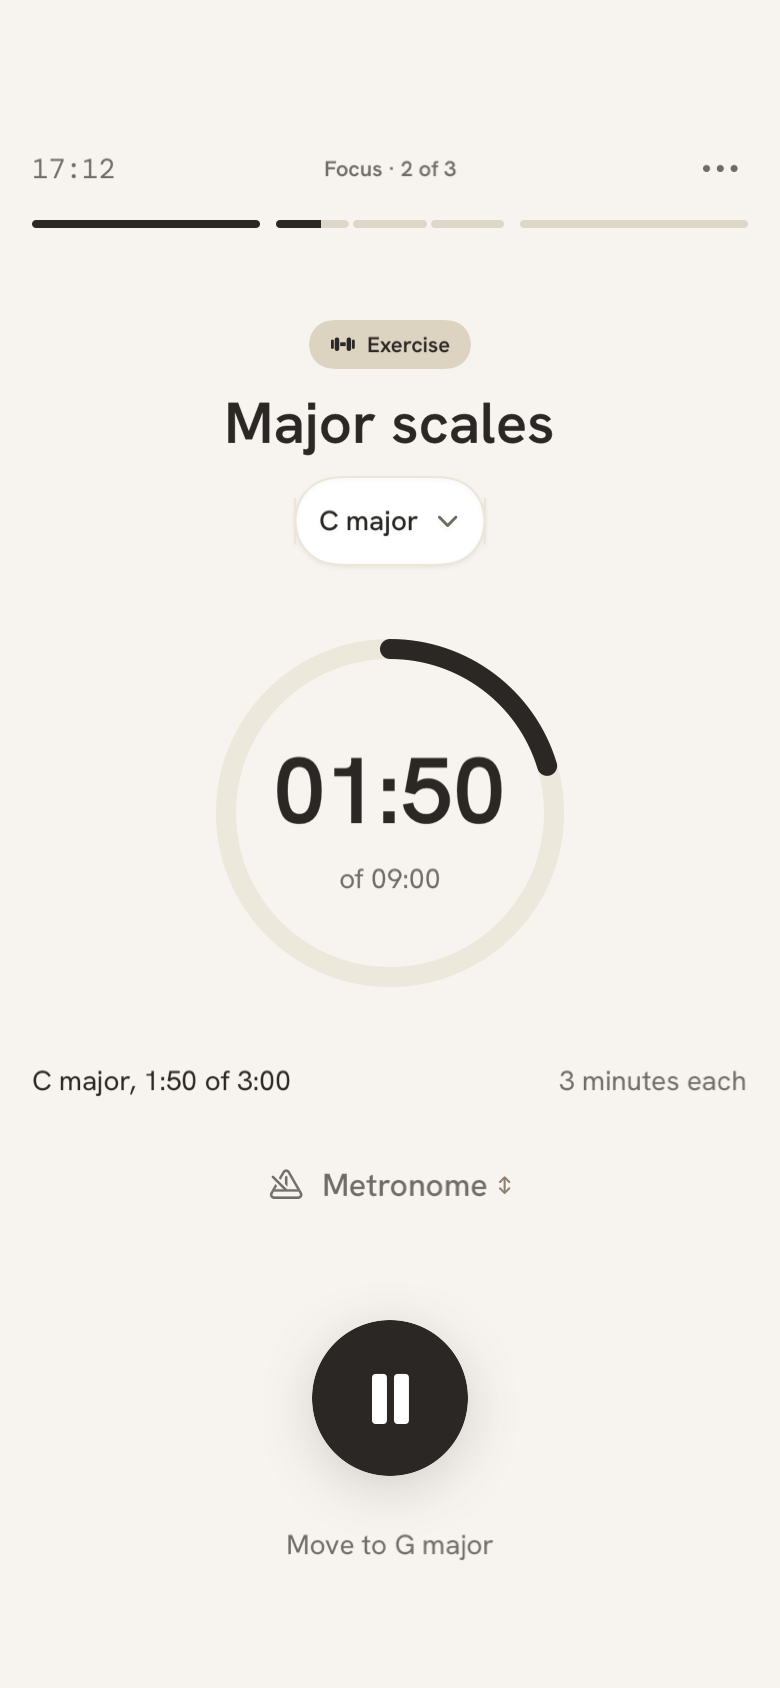 17:12
Focus · 2 of 3
Exercise
Major scales
C major
01:50
of 09:00
C major, 1:50 of 3:00
3 minutes each
Metronome
Move to G major